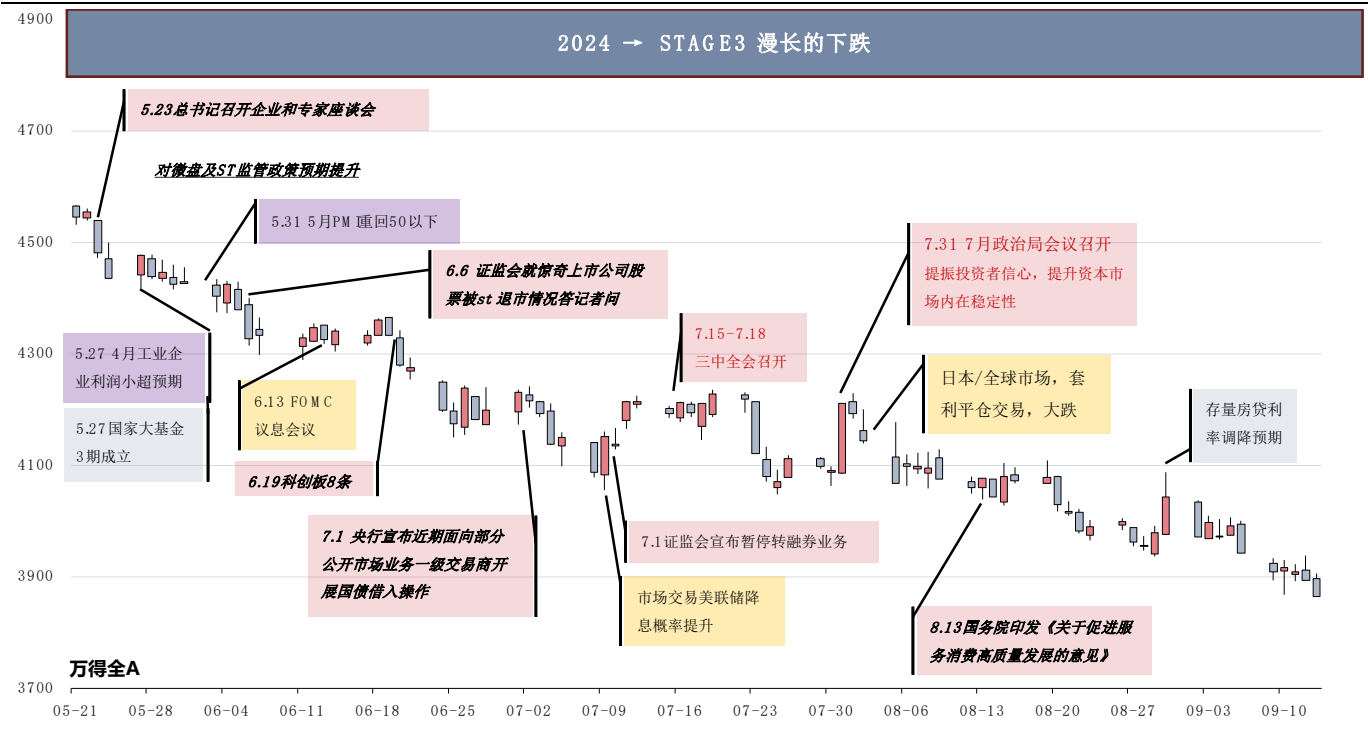 2024 → STAGE3 漫长的下跌
4900
4700
4500
4300
4100
3900
3700
5.23总书记召开企业和专家座谈会
对微盘及ST监管政策预期提升
5.31 5月PMI重回50以下
6.6 证监会就惊奇上市公司股
票被st 退市情况答记者问
5.27 4月工业企
业利润小超预期
5.27国家大基金
3期成立
6.13 FOMC
议息会议
6.19科创板8条
7.1 央行宣布近期面向部分
公开市场业务一级交易商开
展国债借入操作
7.15-7.18
三中全会召开
7.1证监会宣布暂停转融券业务
市场交易美联储降
息概率提升
7.31 7月政治局会议召开
提振投资者信心，提升资本市
场内在稳定性
日本/全球市场，套
利平仓交易，大跌
8.13国务院印发《关于促进服
务消费高质量发展的意见》
存量房贷利
率调降预期
万得全A
05-21 05-28 06-04 06-11 06-18 06-25 07-02 07-09 07-16 07-23 07-30 08-06 08-13 08-20 08-27 09-03 09-10